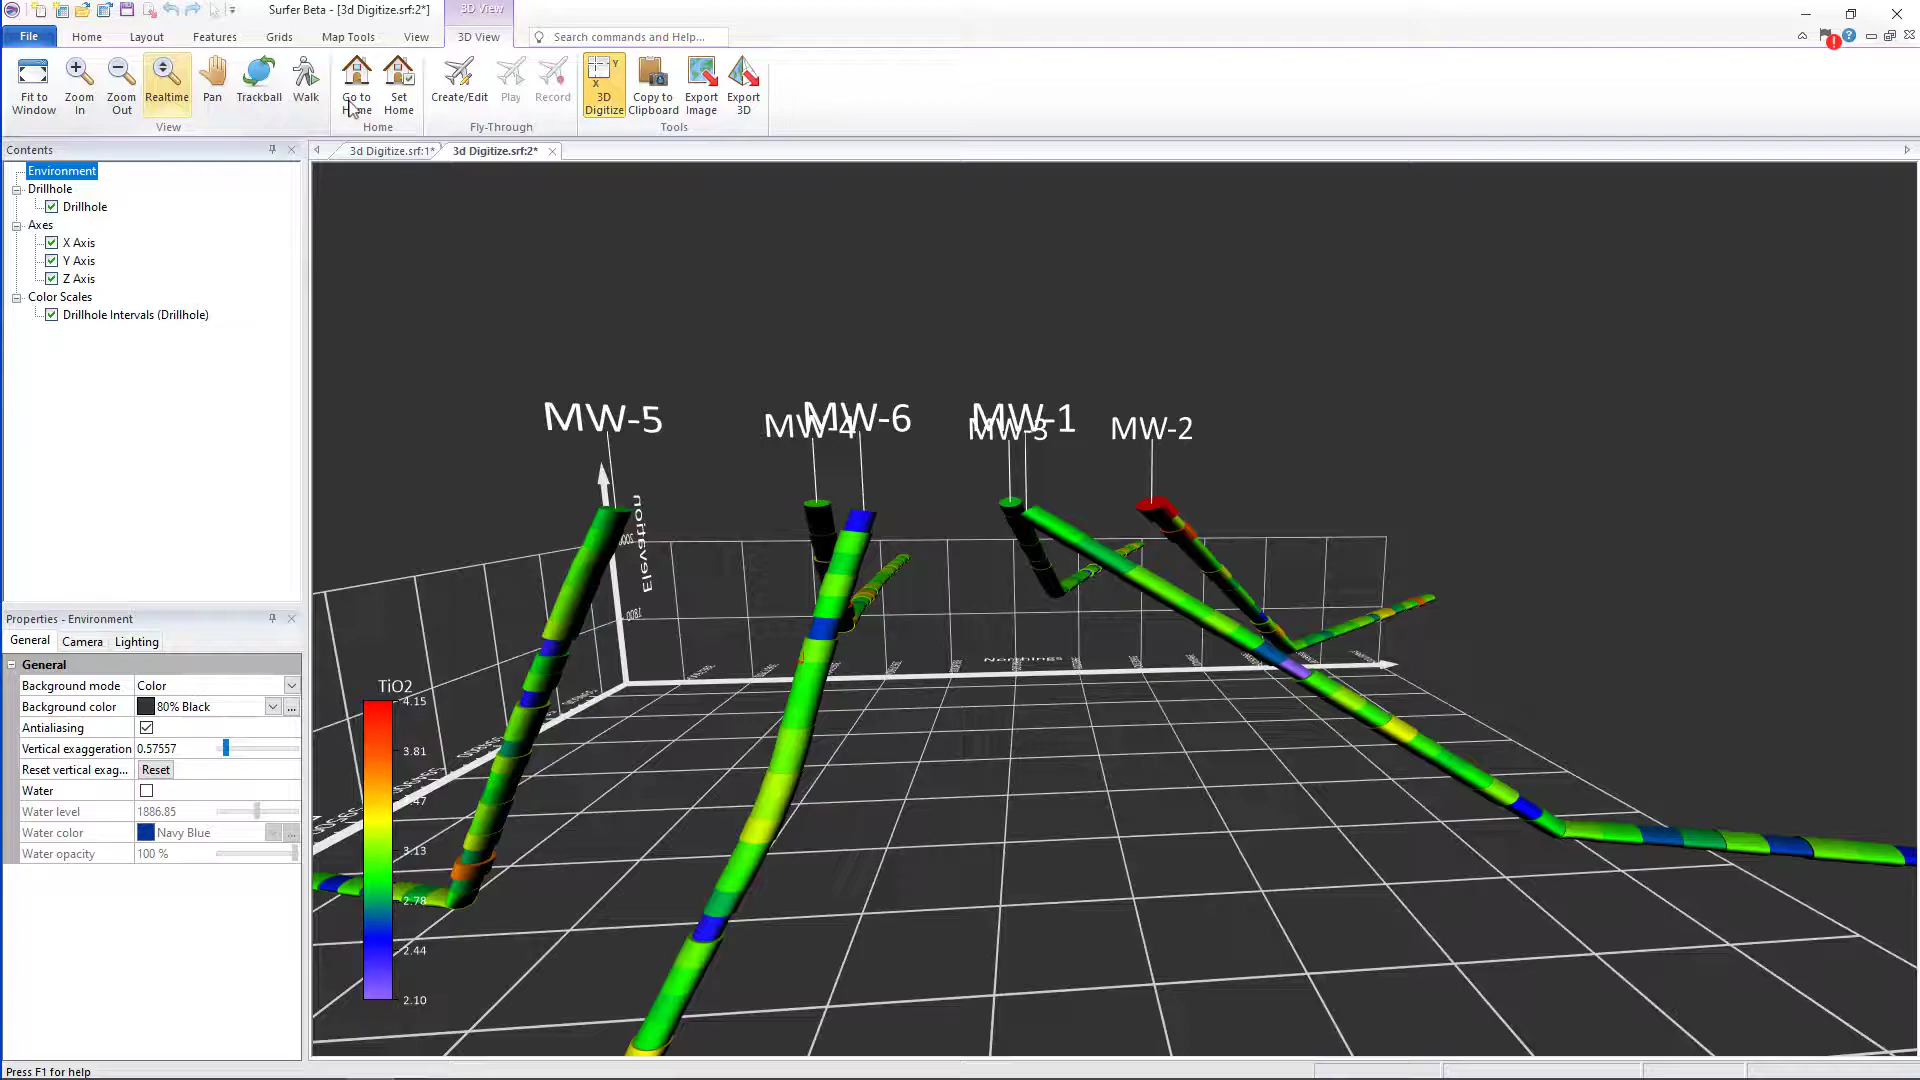 Surfer Beta - [3d Digitize.srf:2*]
3D View
File
Home
Layout
Features
Grids
Map Tools
View
3D View
Search commands and Help...
Fit to Window
Zoom In
Zoom Out
Realtime
Pan
Trackball
Walk
View
Go to Home
Set Home
Home
Create/Edit
Play
Record
Fly-Through
3D Digitize
Copy to Clipboard
Export Image
Export 3D
Tools
Contents
3d Digitize.srf:1*
3d Digitize.srf:2*
Environment
Drillhole
Drillhole
Axes
X Axis
Y Axis
Z Axis
Color Scales
Drillhole Intervals (Drillhole)
MW-5
MW-4
MW-6
MW-1
MW-3
MW-2
Elevation
2000
1800
Northings
Properties - Environment
General
Camera
Lighting
General
Background mode
Color
Background color
80% Black
Antialiasing
Vertical exaggeration
0.57557
Reset vertical exag...
Reset
Water
Water level
1886.85
Water color
Navy Blue
Water opacity
100 %
TiO2
4.15
3.81
3.13
2.78
2.44
2.10
Press F1 for help